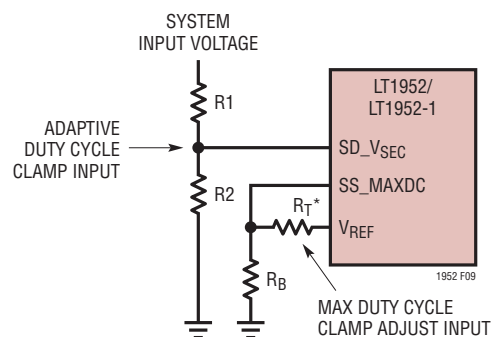 SYSTEM
INPUT VOLTAGE
R1
LT1952/
LT1952-1
ADAPTIVE
DUTY CYCLE
CLAMP INPUT
SD_VSEC
R2
SS_MAXDC
RT*
VREF
RB
1952 F09
MAX DUTY CYCLE
CLAMP ADJUST INPUT